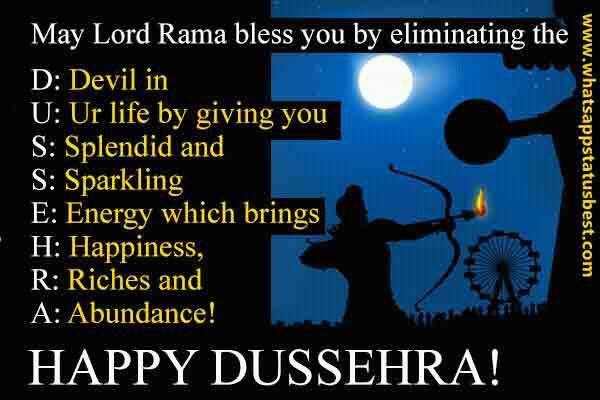 May Lord Rama bless you by eliminating the
D: Devil in
U: Ur life by giving you
S: Splendid and
S: Sparkling
E: Energy which brings
H: Happiness,
R: Riches and
A: Abundance!
HAPPY DUSSEHRA!
www.whatsappstatusbest.com